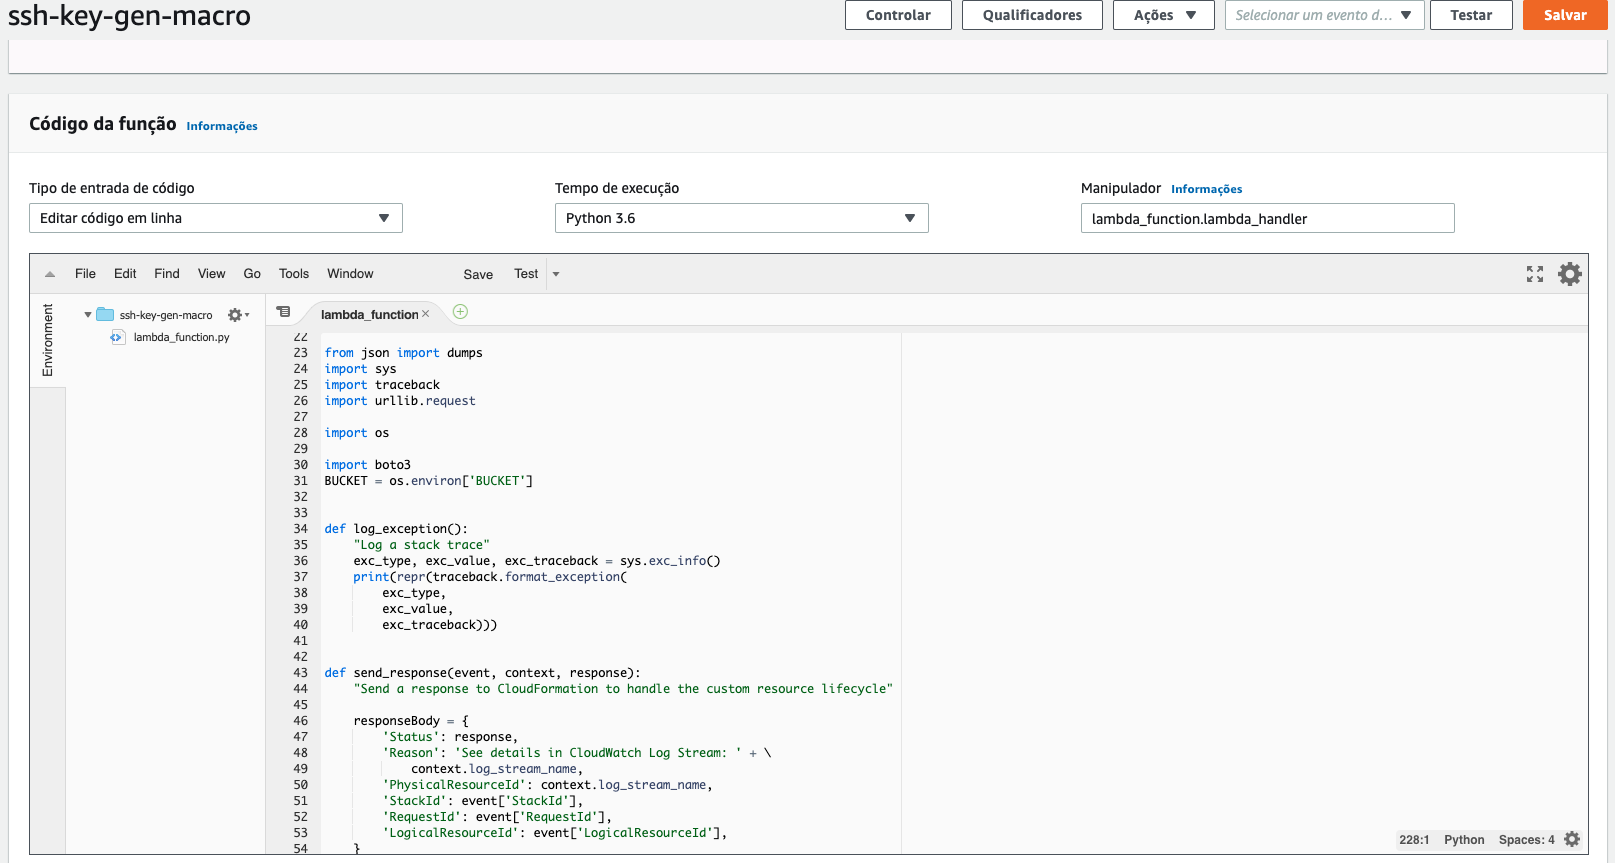 ssh-key-gen-macro
Controlar Qualificadores Ações Selecionar um evento d... Testar Salvar
Código da função Informações
Tipo de entrada de código Tempo de execução Manipulador Informações
Editar código em linha Python 3.6 lambda_function.lambda_handler
File Edit Find View Go Tools Window Save Test
Environment
ssh-key-gen-macro
lambda_function.py
lambda_function
22
23 from json import dumps
24 import sys
25 import traceback
26 import urllib.request
27
28 import os
29
30 import boto3
31 BUCKET = os.environ['BUCKET']
32
33
34 def log_exception():
35     "Log a stack trace"
36     exc_type, exc_value, exc_traceback = sys.exc_info()
37     print(repr(traceback.format_exception(
38         exc_type,
39         exc_value,
40         exc_traceback)))
41
42
43 def send_response(event, context, response):
44     "Send a response to CloudFormation to handle the custom resource lifecycle"
45
46     responseBody = {
47         'Status': response,
48         'Reason': 'See details in CloudWatch Log Stream: ' + \
49             context.log_stream_name,
50         'PhysicalResourceId': context.log_stream_name,
51         'StackId': event['StackId'],
52         'RequestId': event['RequestId'],
53         'LogicalResourceId': event['LogicalResourceId'],
54     }
228:1 Python Spaces: 4